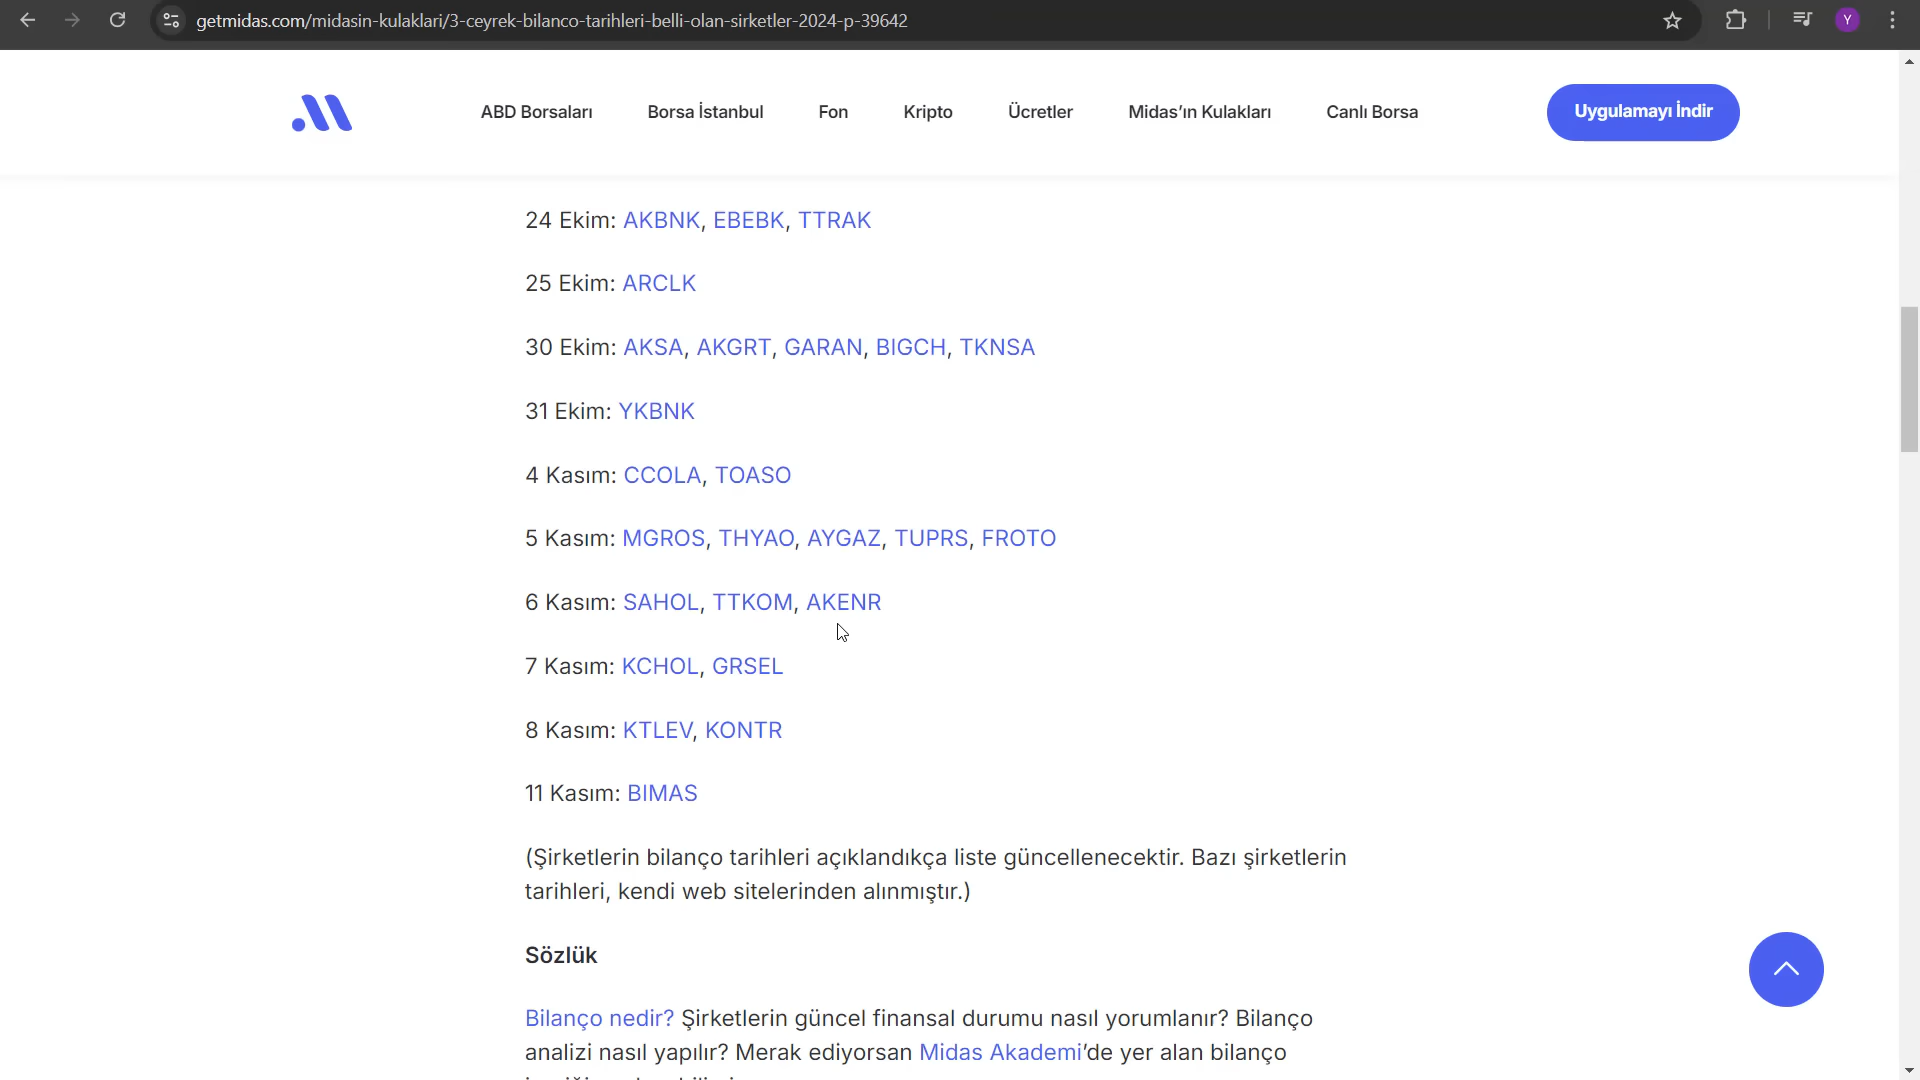 getmidas.com/midasin-kulaklari/3-ceyrek-bilanco-tarihleri-belli-olan-sirketler-2024-p-39642
Y
ABD Borsaları
Borsa İstanbul
Fon
Kripto
Ücretler
Midas’ın Kulakları
Canlı Borsa
Uygulamayı İndir
24 Ekim: AKBNK, EBEBK, TTRAK
25 Ekim: ARCLK
30 Ekim: AKSA, AKGRT, GARAN, BIGCH, TKNSA
31 Ekim: YKBNK
4 Kasım: CCOLA, TOASO
5 Kasım: MGROS, THYAO, AYGAZ, TUPRS, FROTO
6 Kasım: SAHOL, TTKOM, AKENR
7 Kasım: KCHOL, GRSEL
8 Kasım: KTLEV, KONTR
11 Kasım: BIMAS
(Şirketlerin bilanço tarihleri açıklandıkça liste güncellenecektir. Bazı şirketlerin
tarihleri, kendi web sitelerinden alınmıştır.)
Sözlük
Bilanço nedir? Şirketlerin güncel finansal durumu nasıl yorumlanır? Bilanço
analizi nasıl yapılır? Merak ediyorsan Midas Akademi’de yer alan bilanço